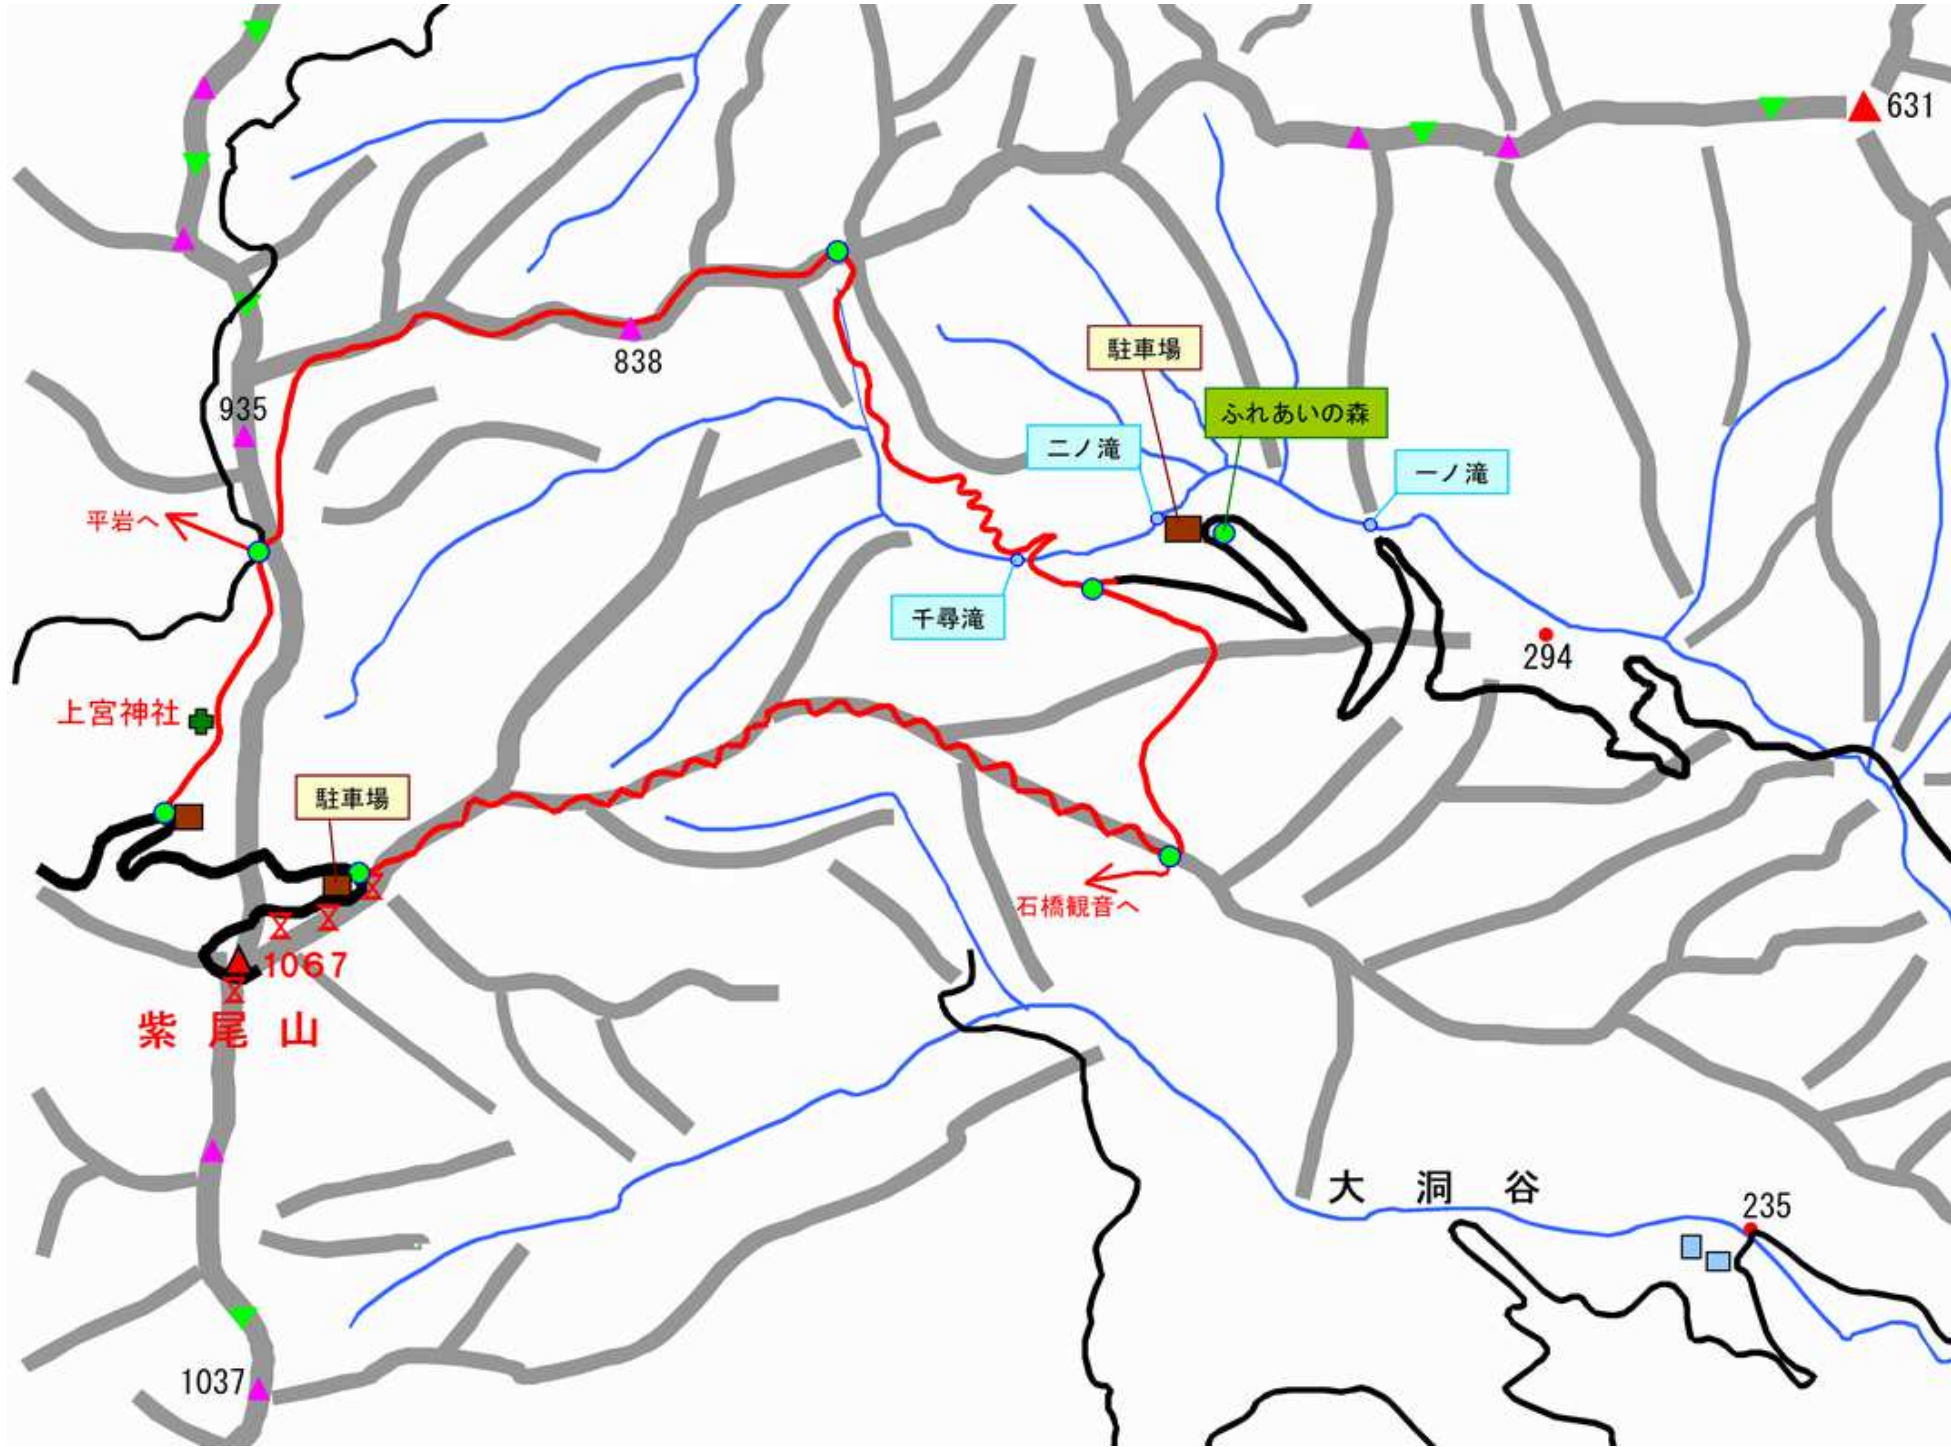 631
駐車場
838
ふれあいの森
935
二ノ滝
一ノ滝
平岩へ
千尋滝
294
上宮神社
駐車場
石橋観音へ
1067
紫 尾 山
大 洞 谷
235
1037